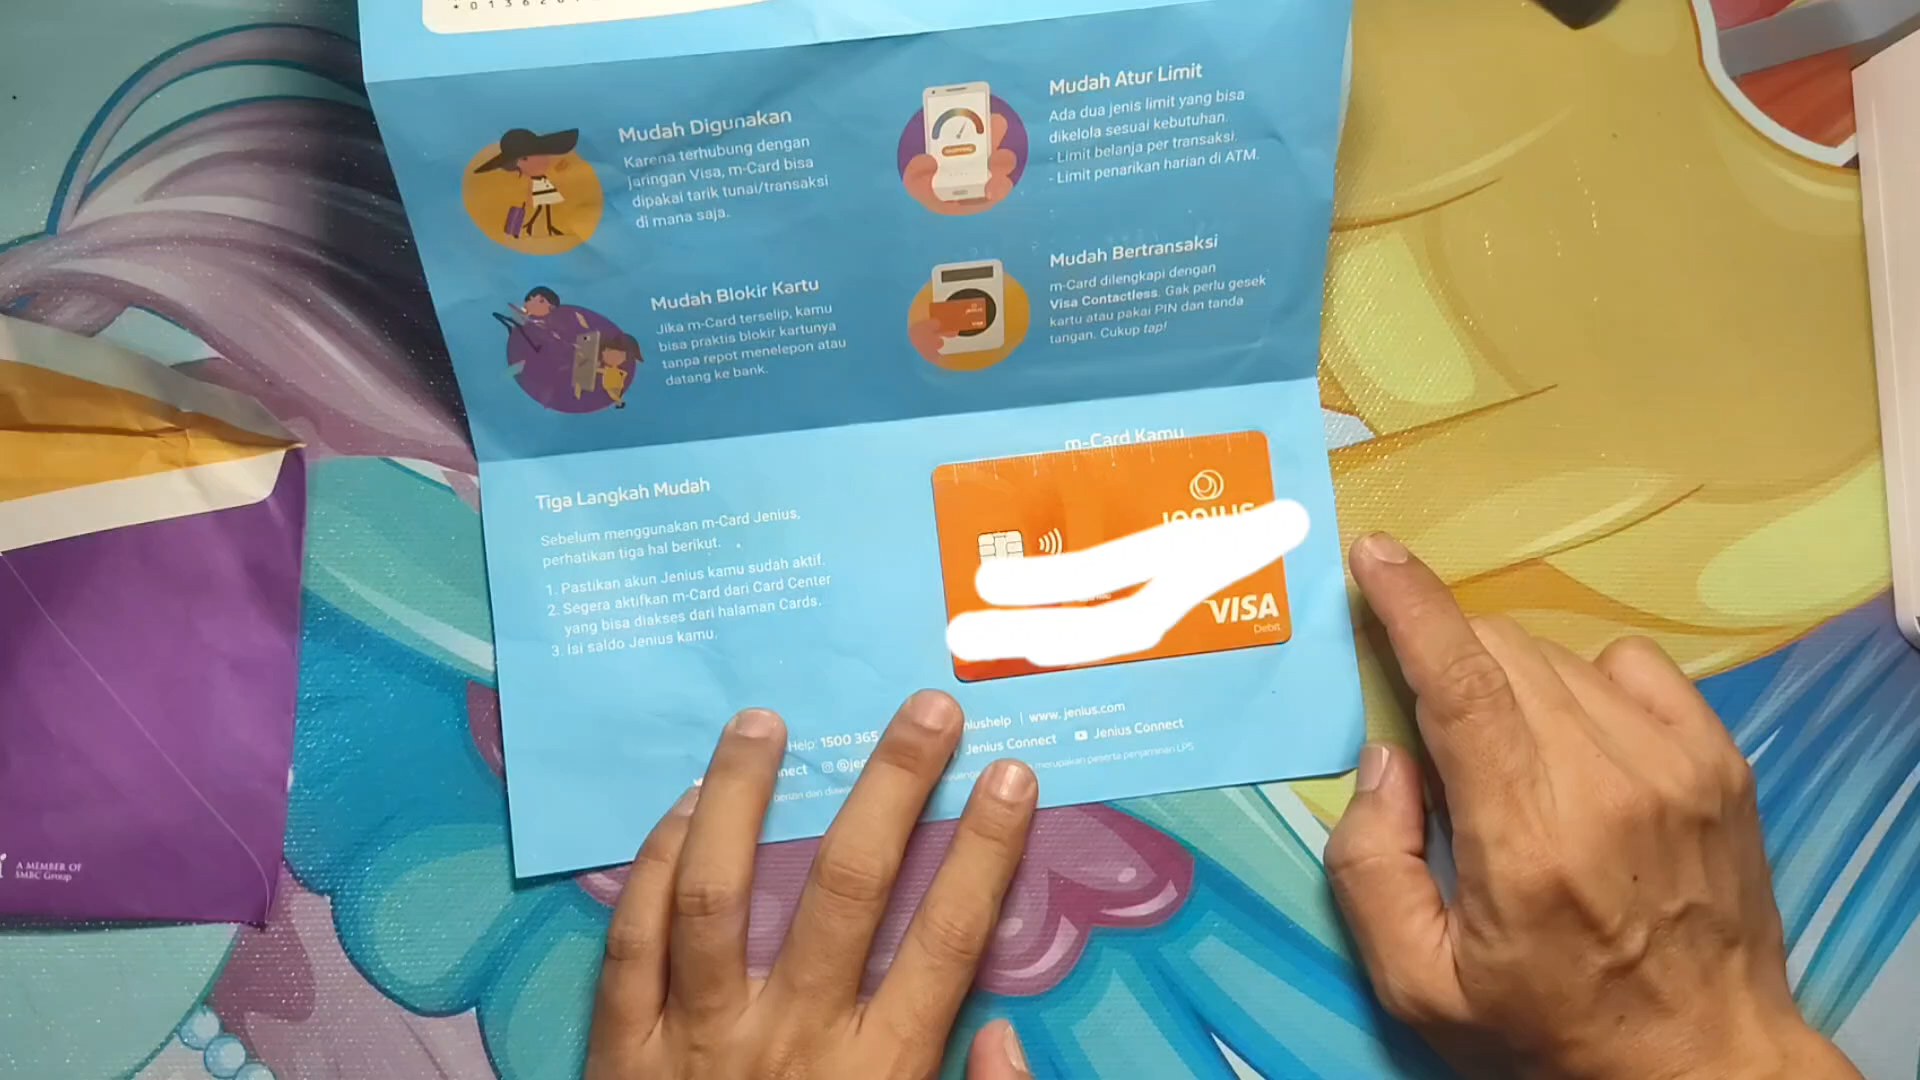 Mudah Digunakan
Karena terhubung dengan
jaringan Visa, m-Card bisa
dipakai tarik tunai/transaksi
di mana saja.
Mudah Atur Limit
Ada dua jenis limit yang bisa
dikelola sesuai kebutuhan.
- Limit belanja per transaksi.
- Limit penarikan harian di ATM.
Mudah Blokir Kartu
Jika m-Card terselip, kamu
bisa praktis blokir kartunya
tanpa repot menelepon atau
datang ke bank.
Mudah Bertransaksi
m-Card dilengkapi dengan
Visa Contactless. Gak perlu gesek
kartu atau pakai PIN dan tanda
tangan. Cukup tap!
Tiga Langkah Mudah
Sebelum menggunakan m-Card Jenius,
perhatikan tiga hal berikut.
1. Pastikan akun Jenius kamu sudah aktif.
2. Segera aktifkan m-Card dari Card Center
yang bisa diakses dari halaman Cards.
3. Isi saldo Jenius kamu.
m-Card Kamu
VISA
Debit
Help: 1500 365 | www.jenius.com
Jenius Connect Jenius Connect
merupakan peserta penjaminan LPS
A MEMBER OF
SMBC Group